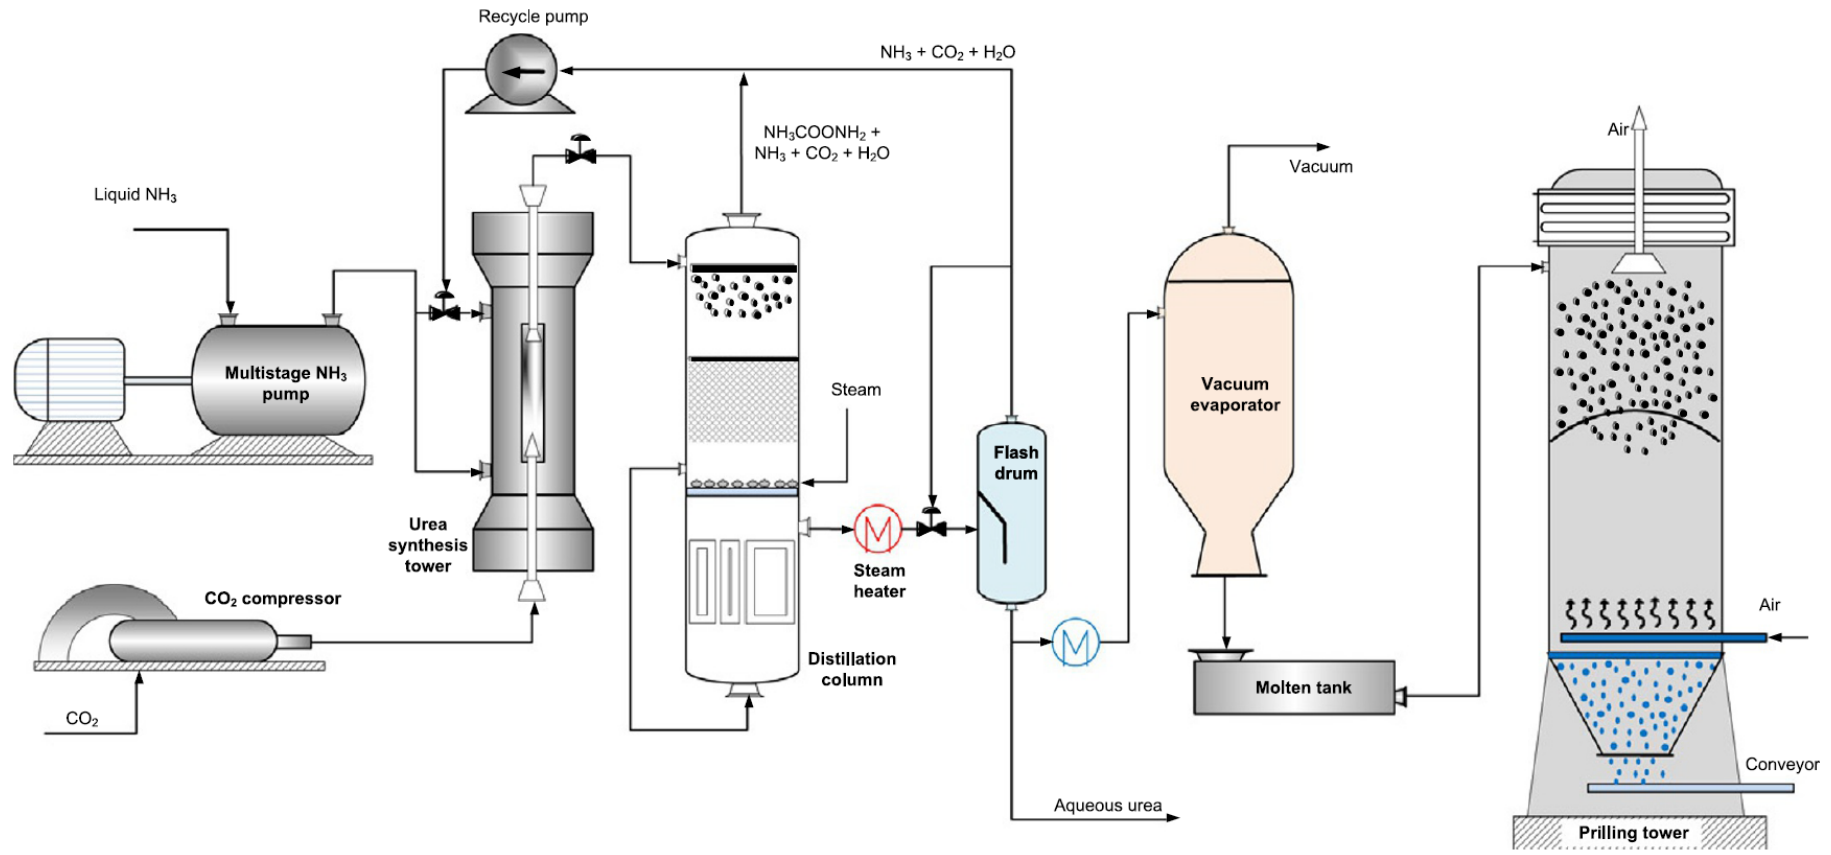 Recycle pump
NH₃ + CO₂ + H₂O
NH₃COONH₂ +
NH₃ + CO₂ + H₂O
Air
Vacuum
Liquid NH₃
Multistage NH₃
pump
Steam
Vacuum
evaporator
Flash
drum
Urea
synthesis
tower
M
Steam
heater
CO₂ compressor
Air
M
Distillation
column
Molten tank
CO₂
Conveyor
Aqueous urea
Prilling tower